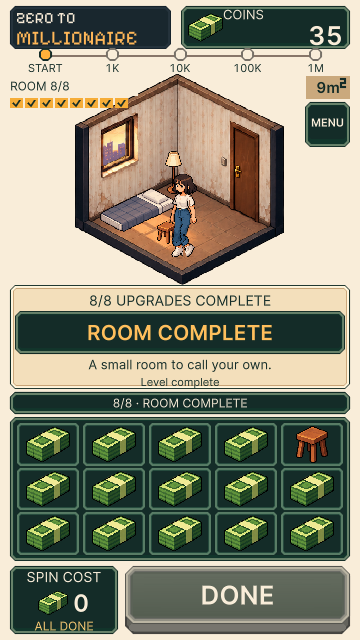 ZERO TO
MILLIONAIRE
COINS
35
START
1K
10K
100K
1M
ROOM 8/8
9m²
MENU
8/8 UPGRADES COMPLETE
ROOM COMPLETE
A small room to call your own.
Level complete
8/8 · ROOM COMPLETE
SPIN COST
0
ALL DONE
DONE